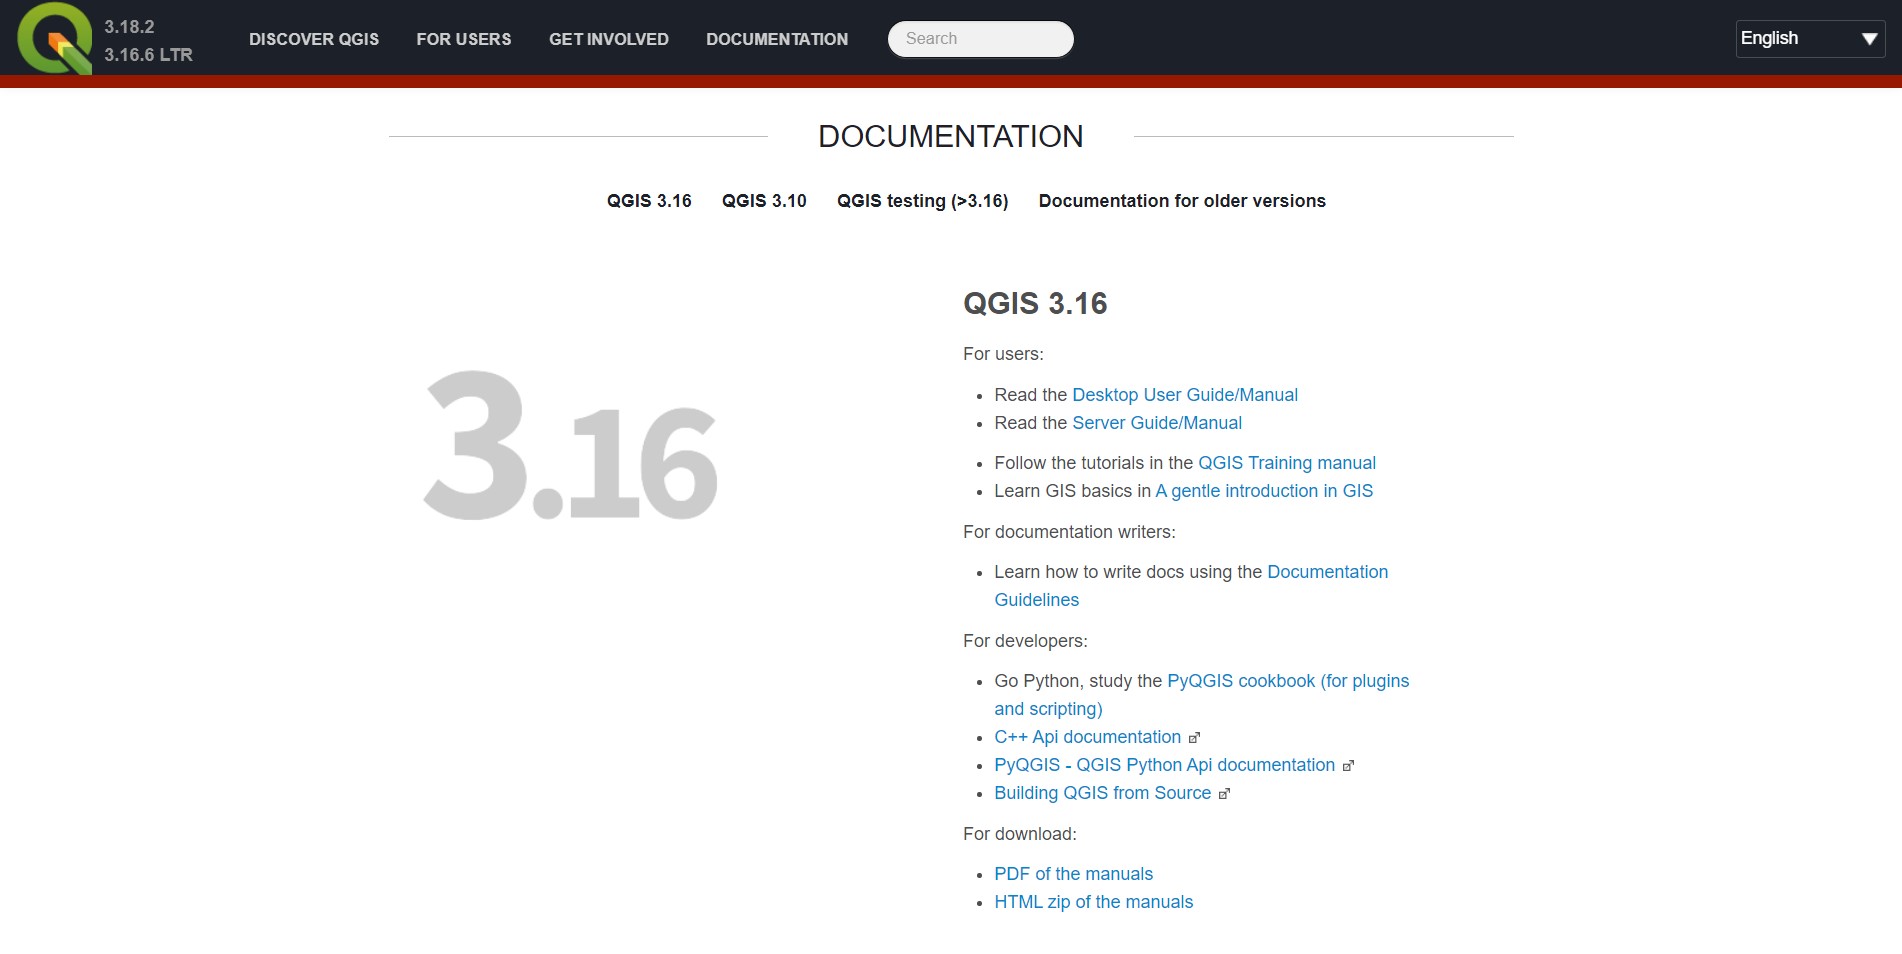 3.18.2
3.16.6 LTR
DISCOVER QGIS FOR USERS GET INVOLVED DOCUMENTATION Search English
DOCUMENTATION
QGIS 3.16 QGIS 3.10 QGIS testing (>3.16) Documentation for older versions
3.16
QGIS 3.16
For users:
Read the Desktop User Guide/Manual
Read the Server Guide/Manual
Follow the tutorials in the QGIS Training manual
Learn GIS basics in A gentle introduction in GIS
For documentation writers:
Learn how to write docs using the Documentation
Guidelines
For developers:
Go Python, study the PyQGIS cookbook (for plugins
and scripting)
C++ Api documentation
PyQGIS - QGIS Python Api documentation
Building QGIS from Source
For download:
PDF of the manuals
HTML zip of the manuals